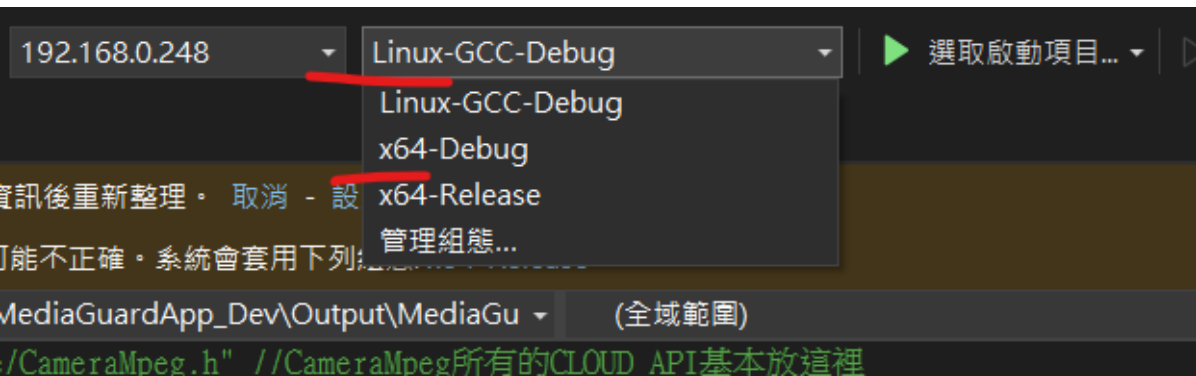 192.168.0.248 Linux-GCC-Debug 選取啟動項目...
Linux-GCC-Debug
x64-Debug
資訊後重新整理。 取消 - 設
x64-Release
管理組態...
可能不正確。系統會套用下列
MediaGuardApp_Dev\Output\MediaGu (全域範圍)
/CameraMpeg.h" //CameraMpeg所有的CLOUD API基本放這裡